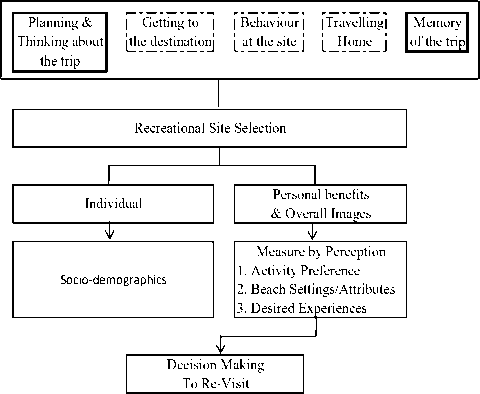 Planning &
Thinking about
the trip
Getting to
the destination
Behaviour
at the site
Travelling
Home
Memory
of the trip
Recreational Site Selection
Individual
Personal benefits
& Overall Images
Socio-demographics
Measure by Perception
1. Activity Preference
2. Beach Settings/Attributes
3. Desired Experiences
Decision Making
To Re-Visit